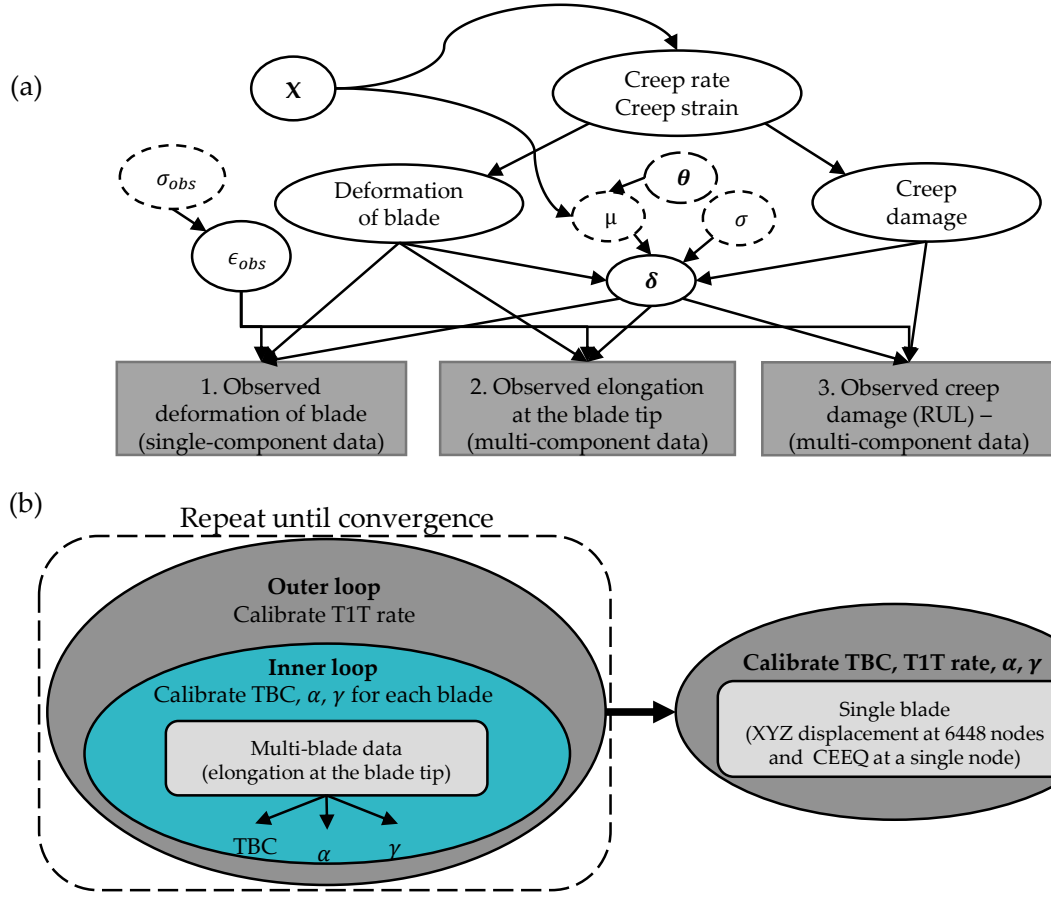 (a)
X
Creep rate
Creep strain
σobs
Deformation
of blade
θ
μ
σ
Creep
damage
ϵobs
δ
1. Observed
deformation of blade
(single-component data)
2. Observed elongation
at the blade tip
(multi-component data)
3. Observed creep
damage (RUL) –
(multi-component data)
(b)
Repeat until convergence
Outer loop
Calibrate T1T rate
Inner loop
Calibrate TBC, α, γ for each blade
Multi-blade data
(elongation at the blade tip)
TBC
α
γ
Calibrate TBC, T1T rate, α, γ
Single blade
(XYZ displacement at 6448 nodes
and CEEQ at a single node)